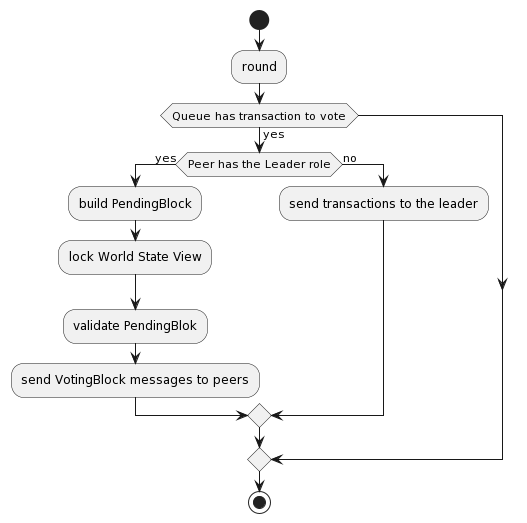 round
Queue has transaction to vote
yes
yes
Peer has the Leader role
no
build PendingBlock
send transactions to the leader
lock World State View
validate PendingBlok
send VotingBlock messages to peers